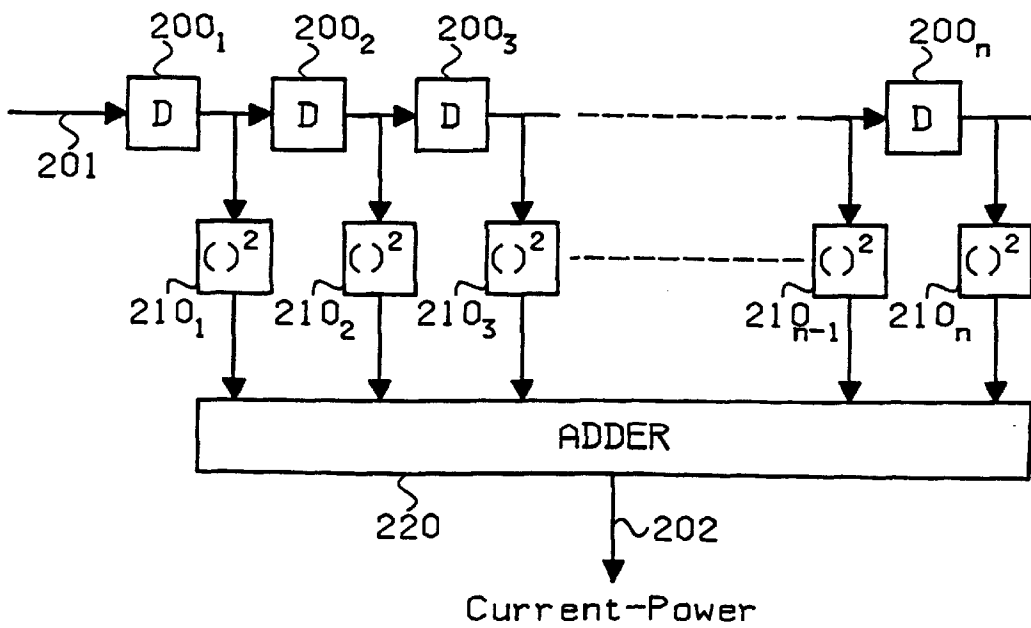 200₁ 200₂ 200₃ 200ₙ
D D D D
201
()² ()² ()² ()² ()²
210₁ 210₂ 210₃ 210ₙ₋₁ 210ₙ
ADDER
220 202
Current-Power